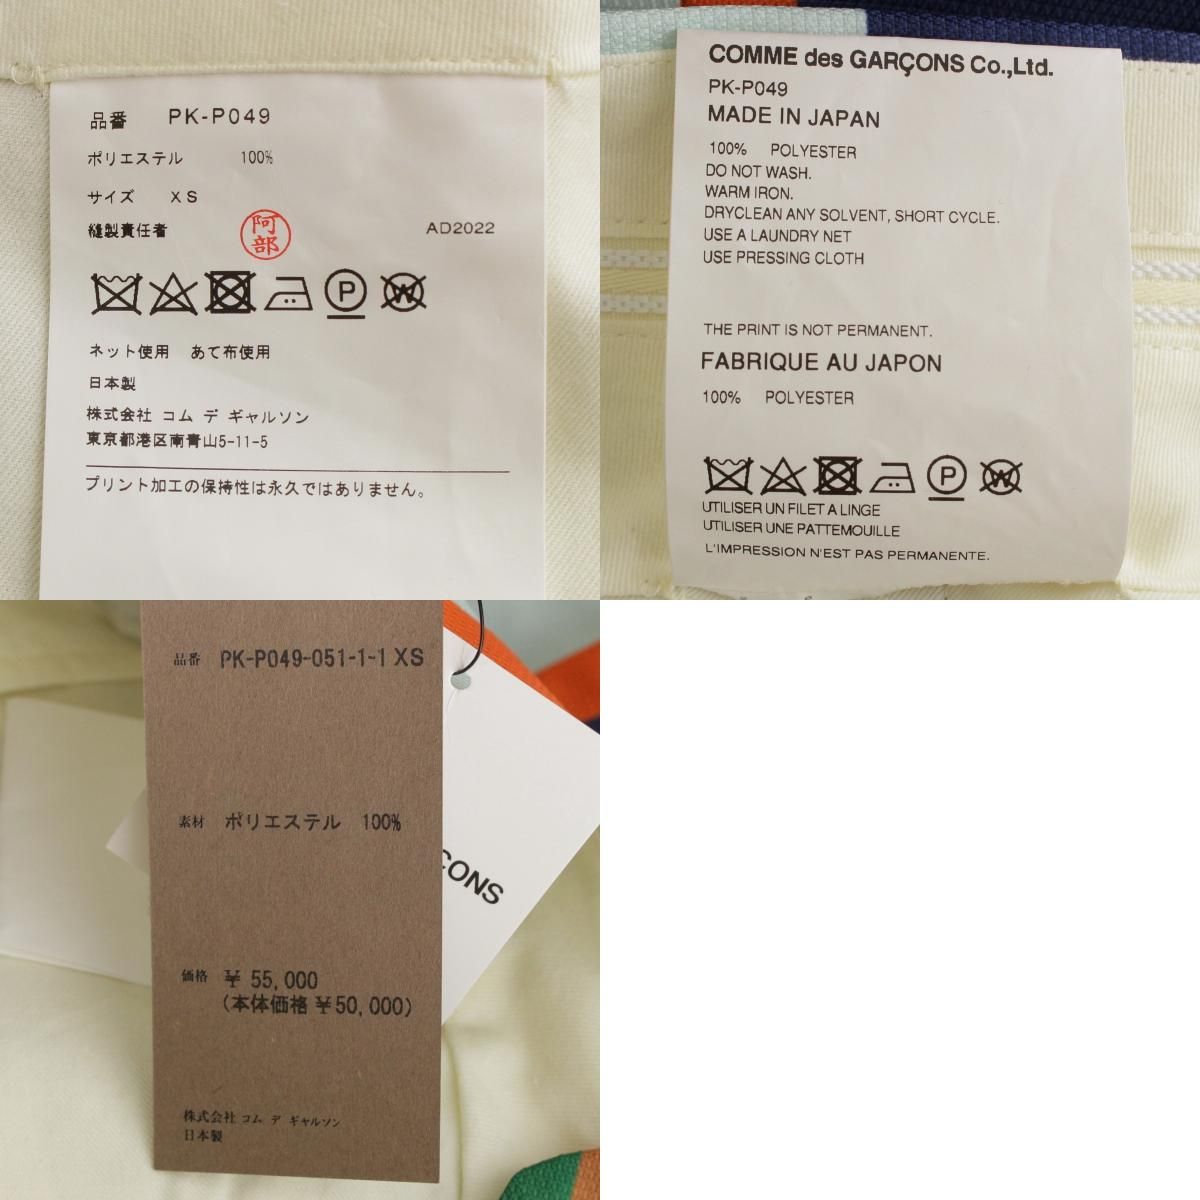 品番 PK-P049
ポリエステル 100%
サイズ XS
縫製責任者 阿部 AD2022
P W
ネット使用 あて布使用
日本製
株式会社 コム デ ギャルソン
東京都港区南青山5-11-5
プリント加工の保持性は永久ではありません。
COMME des GARÇONS Co.,Ltd.
PK-P049
MADE IN JAPAN
100% POLYESTER
DO NOT WASH.
WARM IRON.
DRYCLEAN ANY SOLVENT, SHORT CYCLE.
USE A LAUNDRY NET
USE PRESSING CLOTH
THE PRINT IS NOT PERMANENT.
FABRIQUE AU JAPON
100% POLYESTER
P W
UTILISER UN FILET A LINGE
UTILISER UNE PATTEMOUILLE
L'IMPRESSION N'EST PAS PERMANENTE.
品番 PK-P049-051-1-1 XS
素材 ポリエステル 100%
ÇONS
価格 ¥ 55,000
(本体価格 ¥50,000)
株式会社 コム デ ギャルソン
日本製